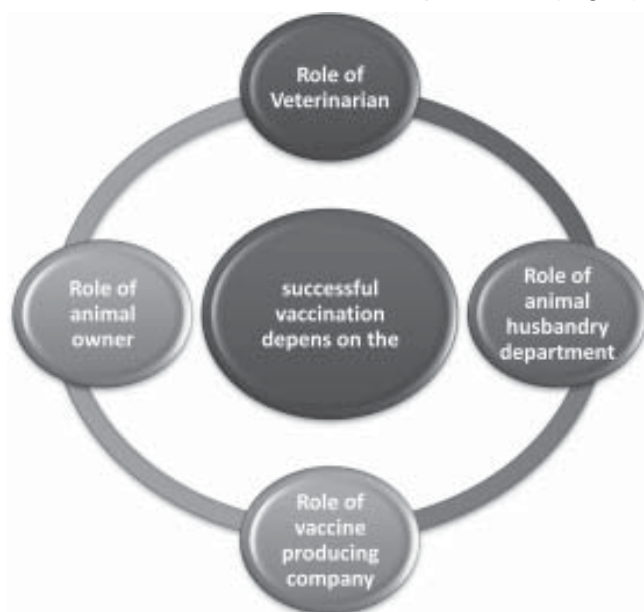 Role of
Veterinarian
Role of
animal
owner
successful
vaccination
depens on the
Role of
animal
husbandry
department
Role of
vaccine
producing
company